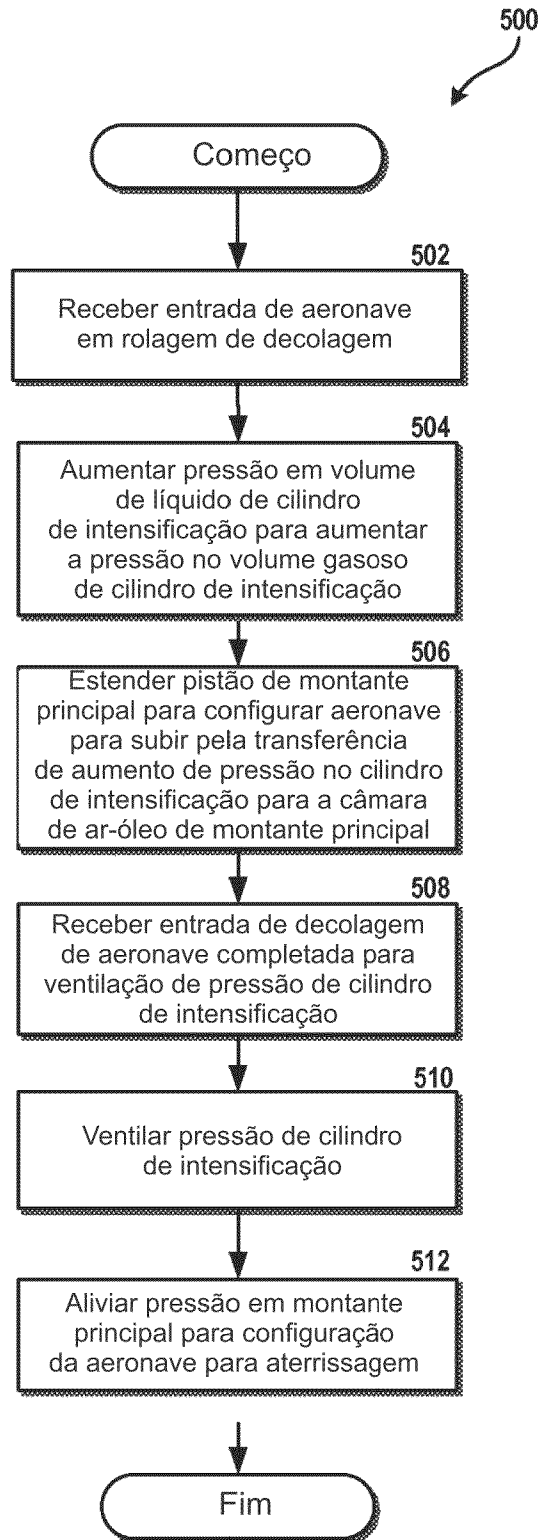 500
Começo
502
Receber entrada de aeronave
em rolagem de decolagem
504
Aumentar pressão em volume
de líquido de cilindro
de intensificação para aumentar
a pressão no volume gasoso
de cilindro de intensificação
506
Estender pistão de montante
principal para configurar aeronave
para subir pela transferência
de aumento de pressão no cilindro
de intensificação para a câmara
de ar-óleo de montante principal
508
Receber entrada de decolagem
de aeronave completada para
ventilação de pressão de cilindro
de intensificação
510
Ventilar pressão de cilindro
de intensificação
512
Aliviar pressão em montante
principal para configuração
da aeronave para aterrissagem
Fim